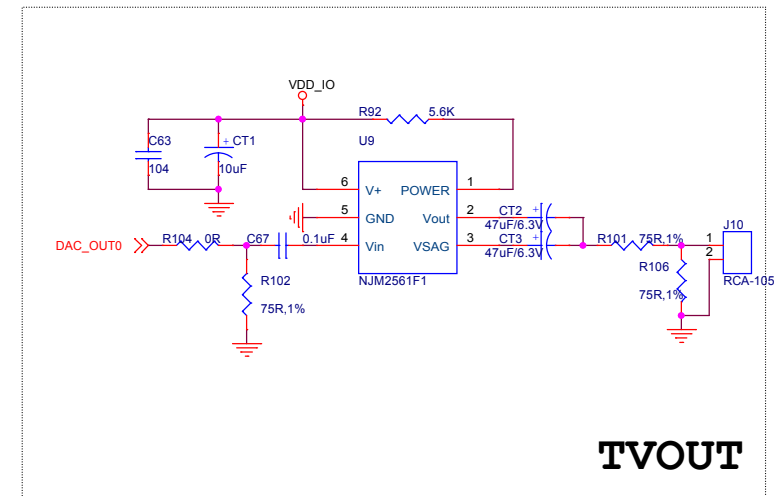 VDD_IO
R92 5.6K
C63
+ CT1
U9
104
10uF
6 V+ POWER 1
5 GND Vout 2
CT2 +
47uF/6.3V
DAC_OUT0 R104 0R C67 0.1uF 4 Vin VSAG 3
CT3 +
47uF/6.3V
R101 75R,1%
J10
1
2
R102
75R,1%
NJM2561F1
R106
75R,1%
RCA-105
TVOUT